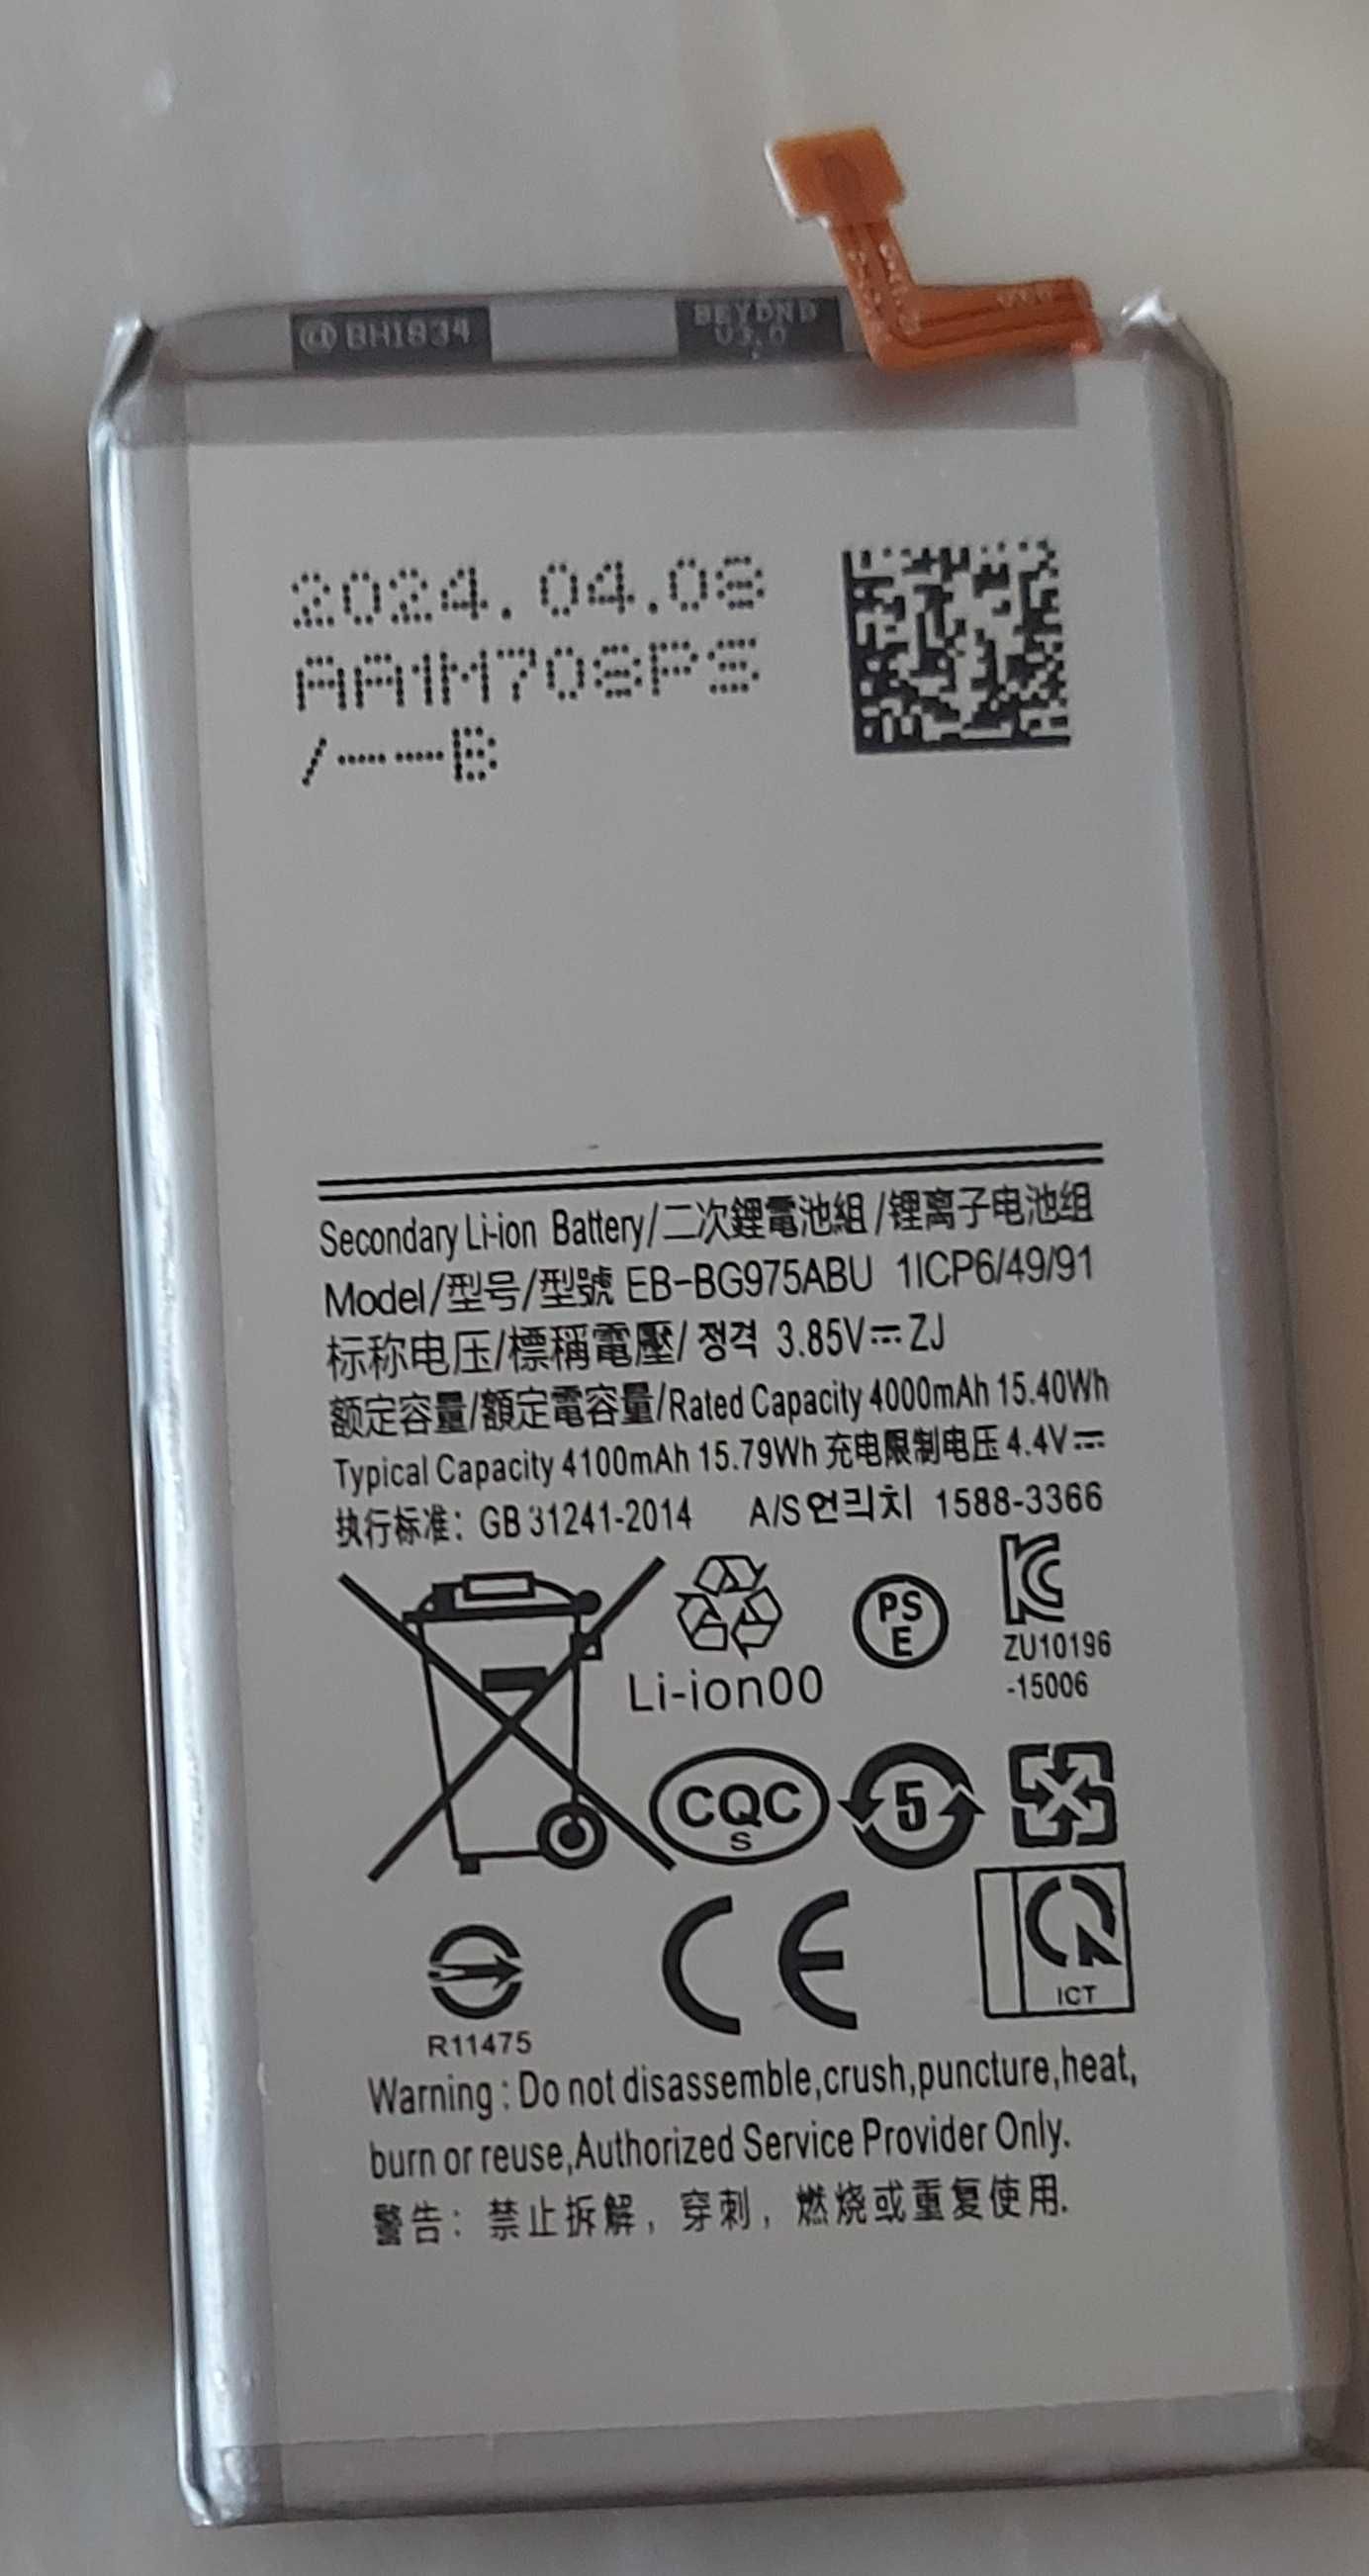 @ BH1834
BEYOND
V3.0
2024.04.08
AA1M708PS
/---B
Secondary Li-ion Battery/二次鋰電池組/锂离子电池组
Model/型号/型號 EB-BG975ABU 1ICP6/49/91
标称电压/標稱電壓/정격 3.85V⎓ZJ
额定容量/額定電容量/Rated Capacity 4000mAh 15.40Wh
Typical Capacity 4100mAh 15.79Wh 充电限制电压4.4V⎓
执行标准：GB 31241-2014 A/S언릐치 1588-3366
Li-ion00
PS
E
KC
ZU10196
-15006
CQC
S
5
R11475
CE
ICT
Warning : Do not disassemble,crush,puncture,heat,
burn or reuse,Authorized Service Provider Only.
警告：禁止拆解，穿刺，燃烧或重复使用.